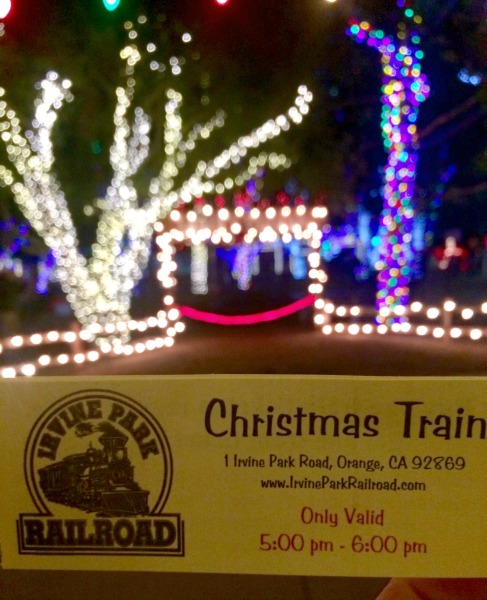 IRVINE PARK
RAILROAD
Christmas Train
1 Irvine Park Road, Orange, CA 92869
www.IrvineParkRailroad.com
Only Valid
5:00 pm - 6:00 pm